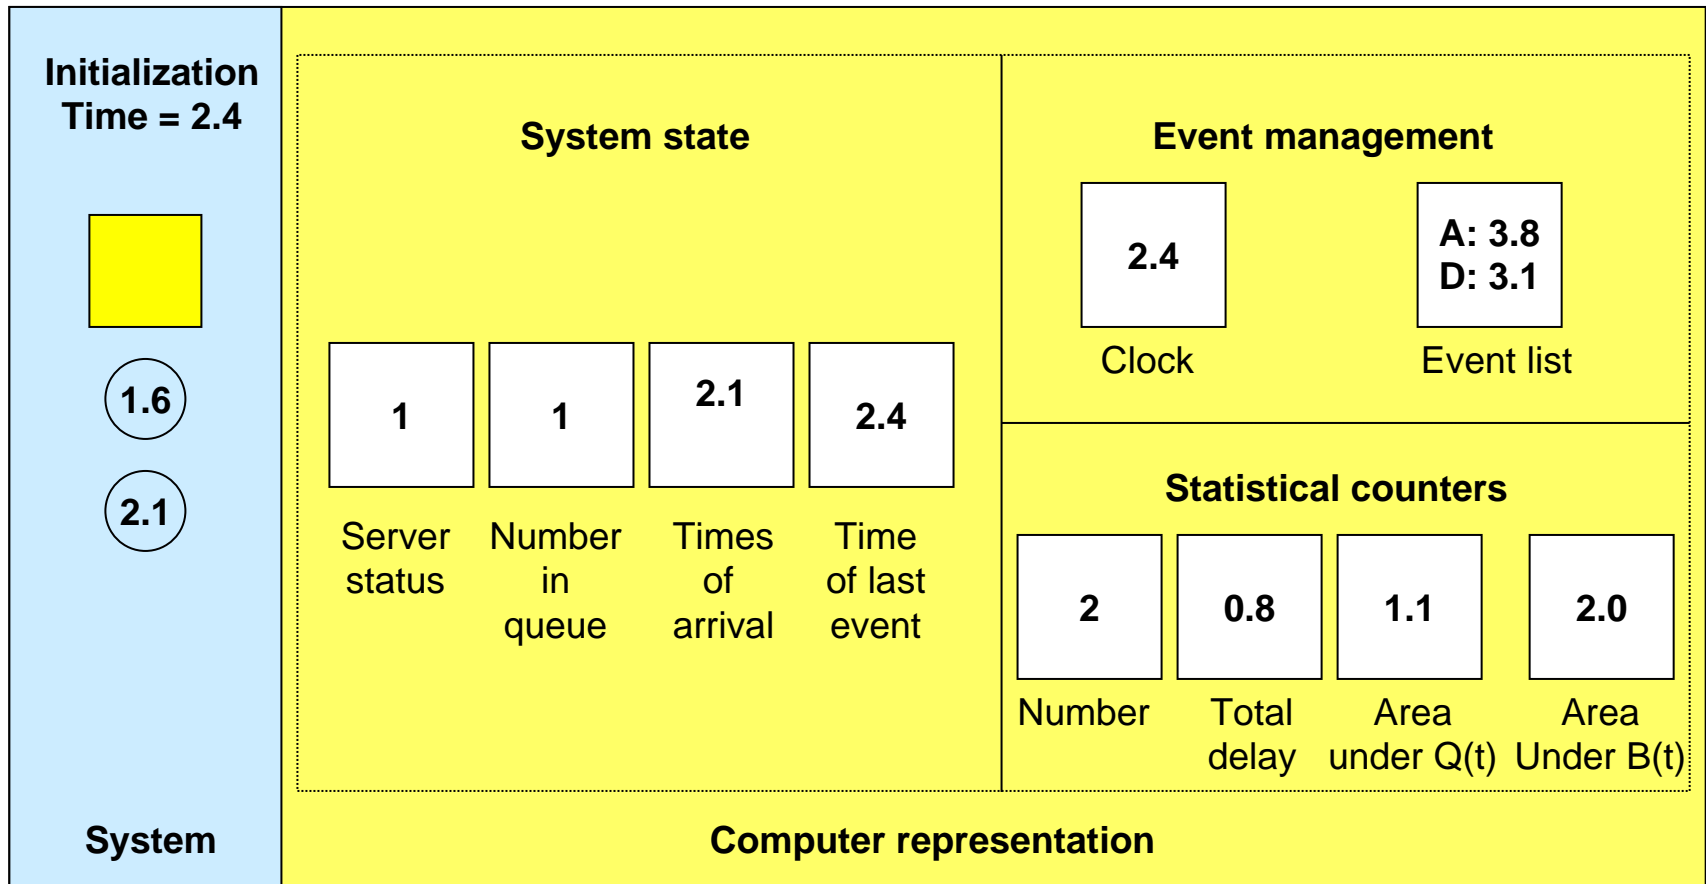 Initialization
Time = 2.4
1.6
2.1
System
System state
1
1
2.1
2.4
Server
status
Number
in
queue
Times
of
arrival
Time
of last
event
Event management
2.4
Clock
A: 3.8
D: 3.1
Event list
Statistical counters
2
0.8
1.1
2.0
Number
Total
delay
Area
under Q(t)
Area
Under B(t)
Computer representation